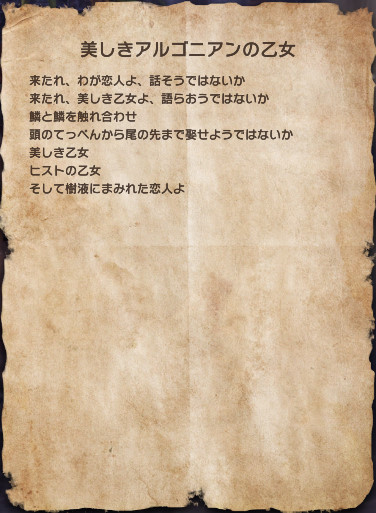 美しきアルゴニアンの乙女
来たれ、わが恋人よ、話そうではないか
来たれ、美しき乙女よ、語らおうではないか
鱗と鱗を触れ合わせ
頭のてっぺんから尾の先まで娶せようではないか
美しき乙女
ヒストの乙女
そして樹液にまみれた恋人よ